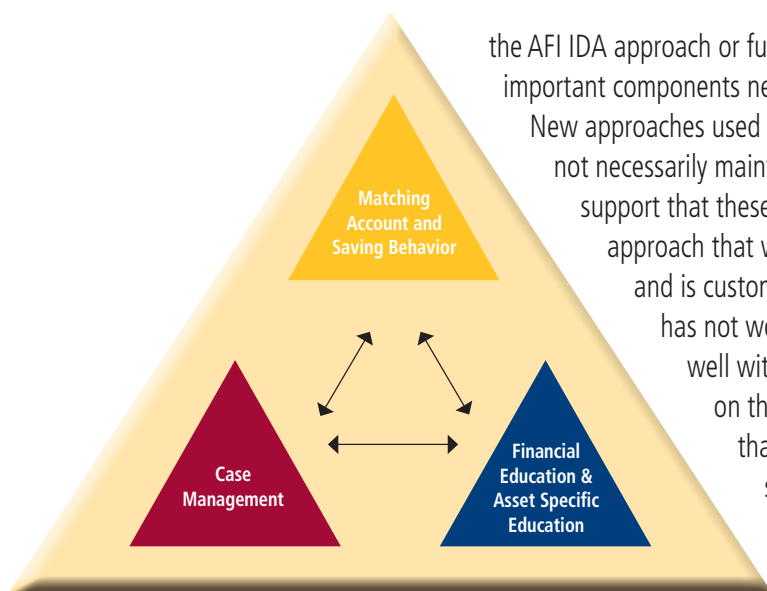 the AFI IDA approach or fu
important components ne
New approaches used
not necessarily maint
support that these
approach that w
and is custom
has not wo
well wit
on th
tha
s
Matching
Account and
Saving Behavior
Case
Management
Financial
Education &
Asset Specific
Education